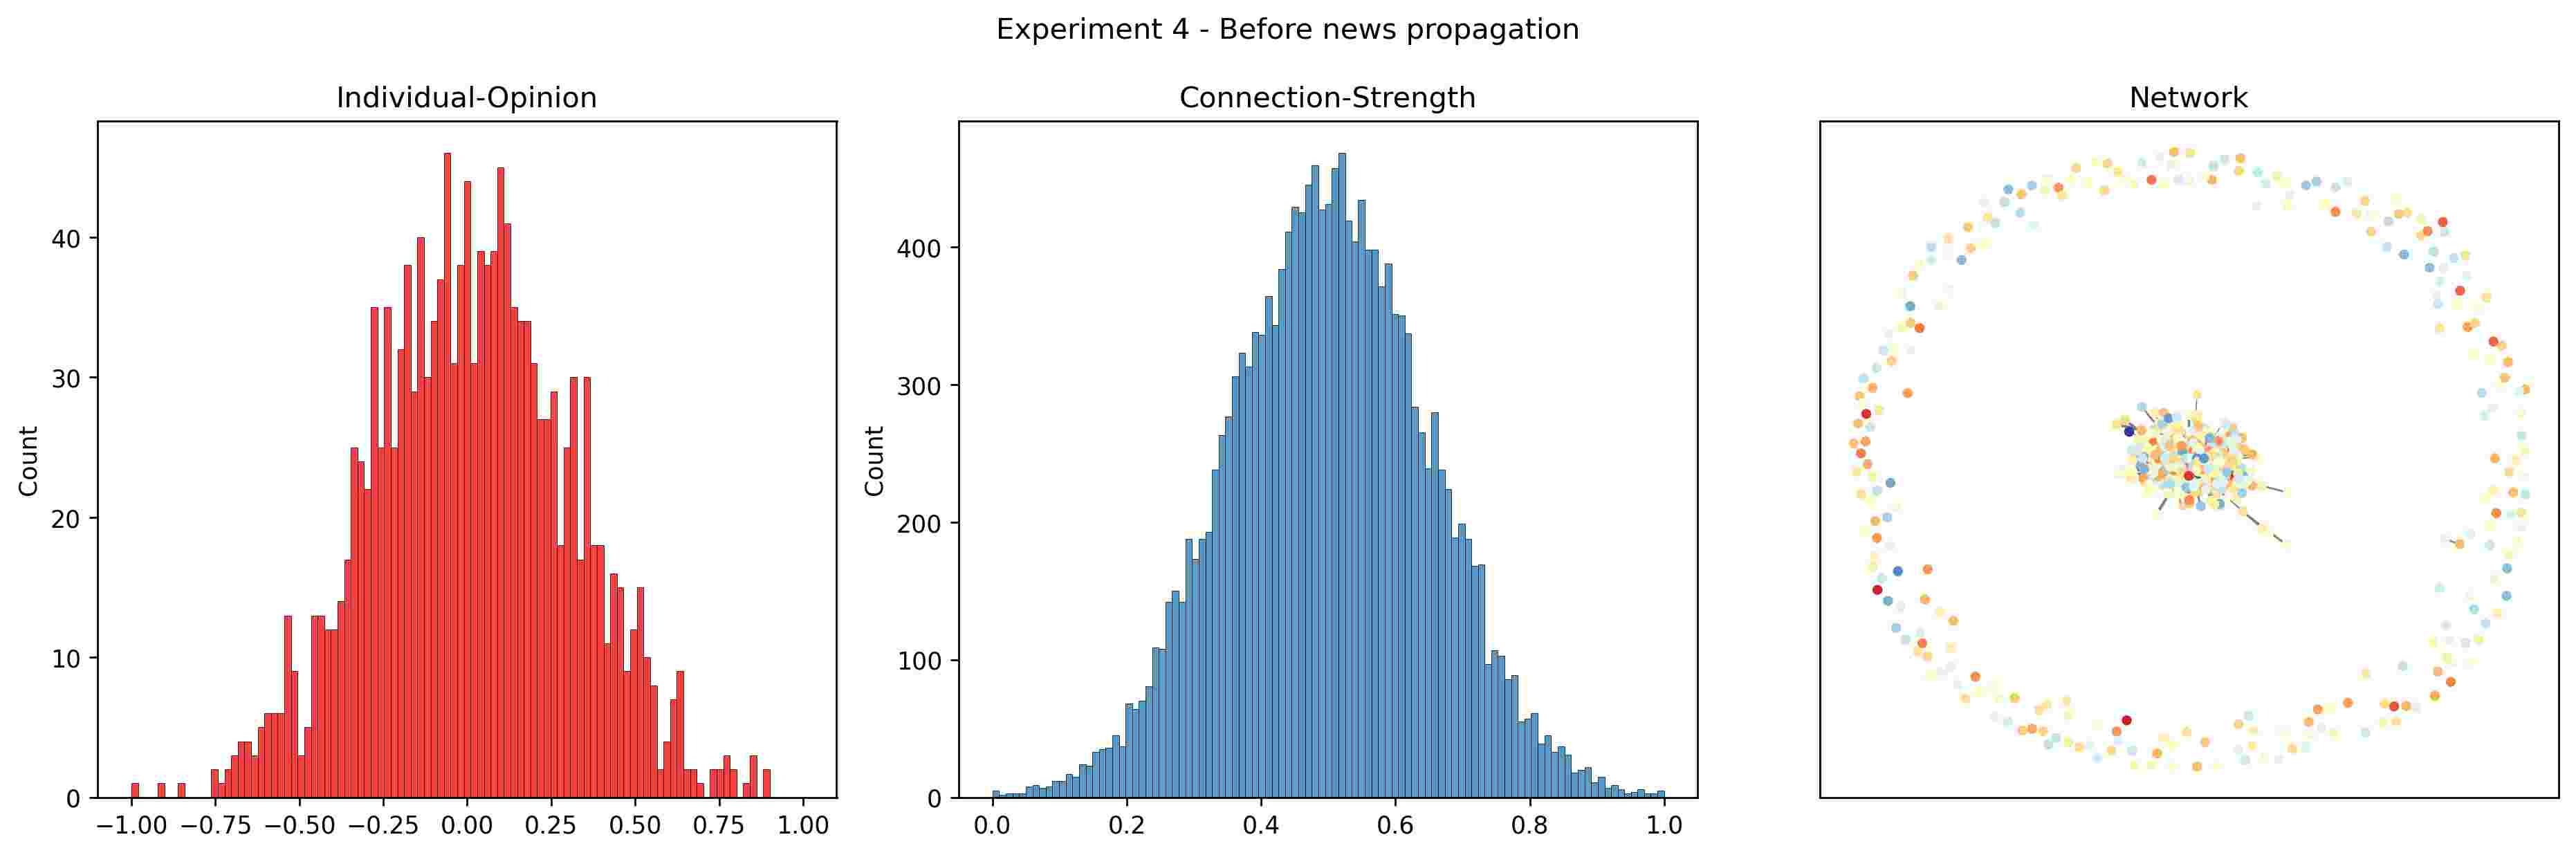 Experiment 4 - Before news propagation
Individual-Opinion
Count
0
10
20
30
40
−1.00 −0.75 −0.50 −0.25 0.00 0.25 0.50 0.75 1.00
Connection-Strength
Count
0
100
200
300
400
0.0 0.2 0.4 0.6 0.8 1.0
Network